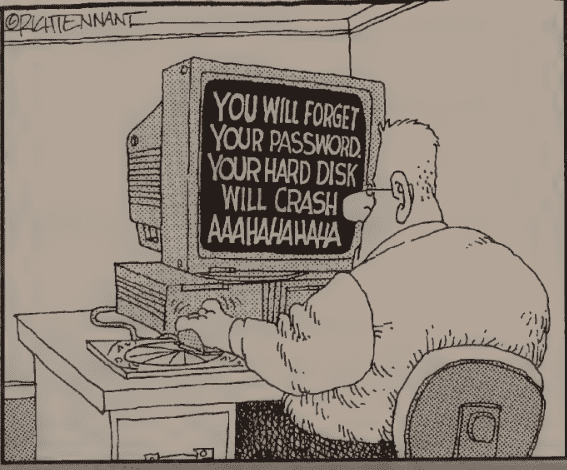 ©RICHTENNANT
YOU WILL FORGET
YOUR PASSWORD.
YOUR HARD DISK
WILL CRASH
AAAHAHAHAHA